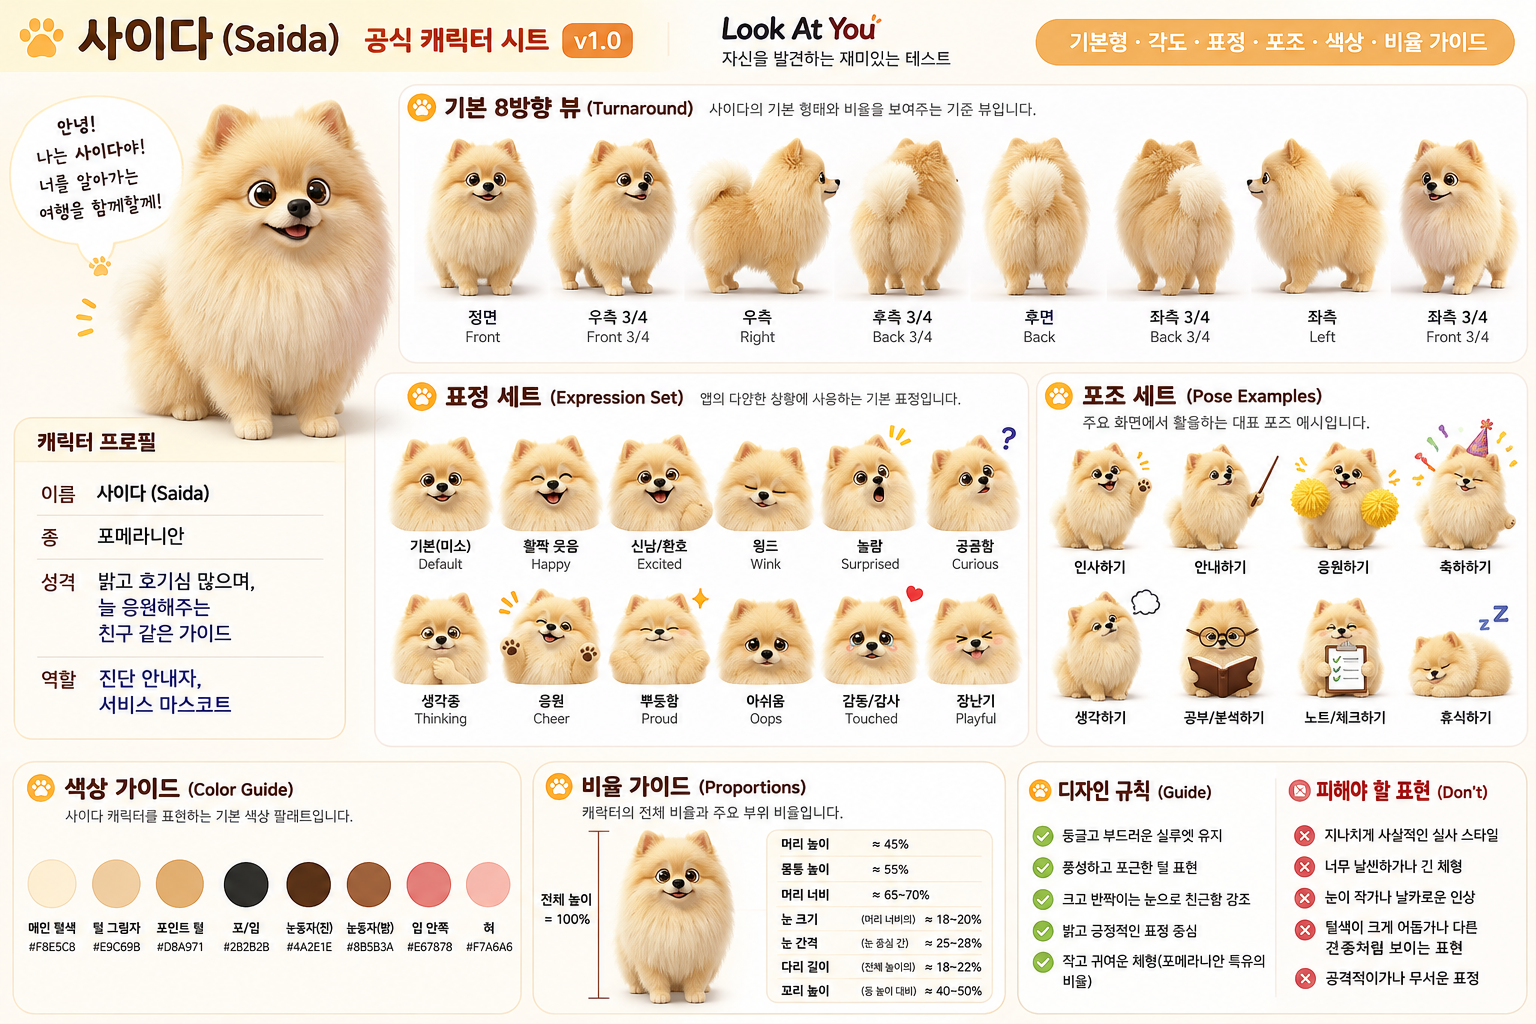 사이다 (Saida) 공식 캐릭터 시트 v1.0
Look At You
자신을 발견하는 재미있는 테스트
기본형 · 각도 · 표정 · 포조 · 색상 · 비율 가이드
안녕!
나는 사이다야!
너를 알아가는
여행을 함께할게!
기본 8방향 뷰 (Turnaround) 사이다의 기본 형태와 비율을 보여주는 기준 뷰입니다.
정면 우측 3/4 우측 후측 3/4 후면 좌측 3/4 좌측 좌측 3/4
Front Front 3/4 Right Back 3/4 Back Back 3/4 Left Front 3/4
캐릭터 프로필
이름 사이다 (Saida)
종 포메라니안
성격 밝고 호기심 많으며,
늘 응원해주는
친구 같은 가이드
역할 진단 안내자,
서비스 마스코트
표정 세트 (Expression Set) 앱의 다양한 상황에 사용하는 기본 표정입니다.
?
기본(미소) 활짝 웃음 신남/환호 윙드 놀람 공곰함
Default Happy Excited Wink Surprised Curious
생각중 응원 뿌듯함 아쉬움 감동/감사 장난기
Thinking Cheer Proud Oops Touched Playful
포조 세트 (Pose Examples)
주요 화면에서 활용하는 대표 포즈 예시입니다.
인사하기 안내하기 응원하기 축하하기
z Z
생각하기 공부/분석하기 노트/체크하기 휴식하기
색상 가이드 (Color Guide)
사이다 캐릭터를 표현하는 기본 색상 팔래트입니다.
메인 털색 털 그림자 포인트 털 포/임 눈동자(진) 눈동자(밤) 임 안쪽 혀
#F8E5C8 #E9C69B #D8A971 #2B2B2B #4A2E1E #8B5B3A #E67878 #F7A6A6
비율 가이드 (Proportions)
캐락터의 전체 비율과 주요 부위 비율입니다.
전체 높이
= 100%
머리 높이 ≈ 45%
몸통 높이 ≈ 55%
머리 너비 ≈ 65~70%
눈 크기 (머리 너비의) ≈ 18~20%
눈 간격 (눈 중심 간) ≈ 25~28%
다리 길이 (전체 높이의) ≈ 18~22%
꼬리 높이 (등 높이 대비) ≈ 40~50%
디자인 규칙 (Guide)
둥글고 부드러운 실루엣 유지
풍성하고 포근한 털 표현
크고 반짝이는 눈으로 친근함 강조
밝고 긍정적인 표정 중심
작고 귀여운 체형(포메라니안 특유의
비율)
피해야 할 표현 (Don't)
지나치게 사살적인 실사 스타일
너무 날씬하가나 긴 체형
눈이 작가나 날카로운 인상
털색이 크게 어둡가나 다른
견종처럼 보이는 표현
공격적이가나 무서운 표정